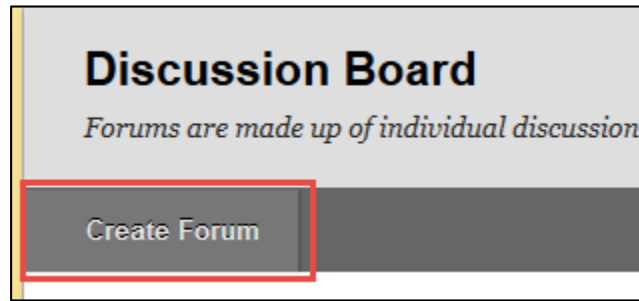 Discussion Board
Forums are made up of individual discussion
Create Forum